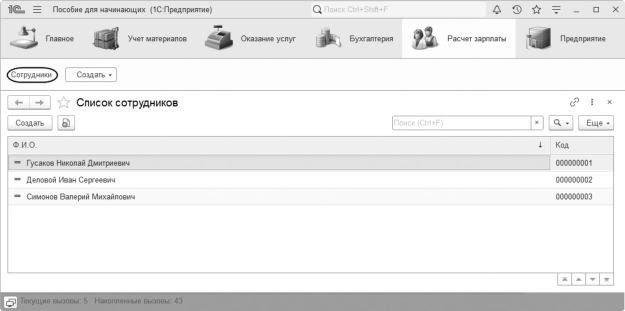 1С Пособие для начинающих (1С:Предприятие) Поиск Ctrl+Shift+F
Главное Учет материалов Оказание услуг Бухгалтерия Расчет зарплаты Предприятие
Сотрудники Создать
Список сотрудников
Создать Поиск (Ctrl+F) × Еще
Ф.И.О. ↓ Код
Гусаков Николай Дмитриевич 000000001
Деловой Иван Сергеевич 000000002
Симонов Валерий Михайлович 000000003
Текущие вызовы: 5 Накопленные вызовы: 43